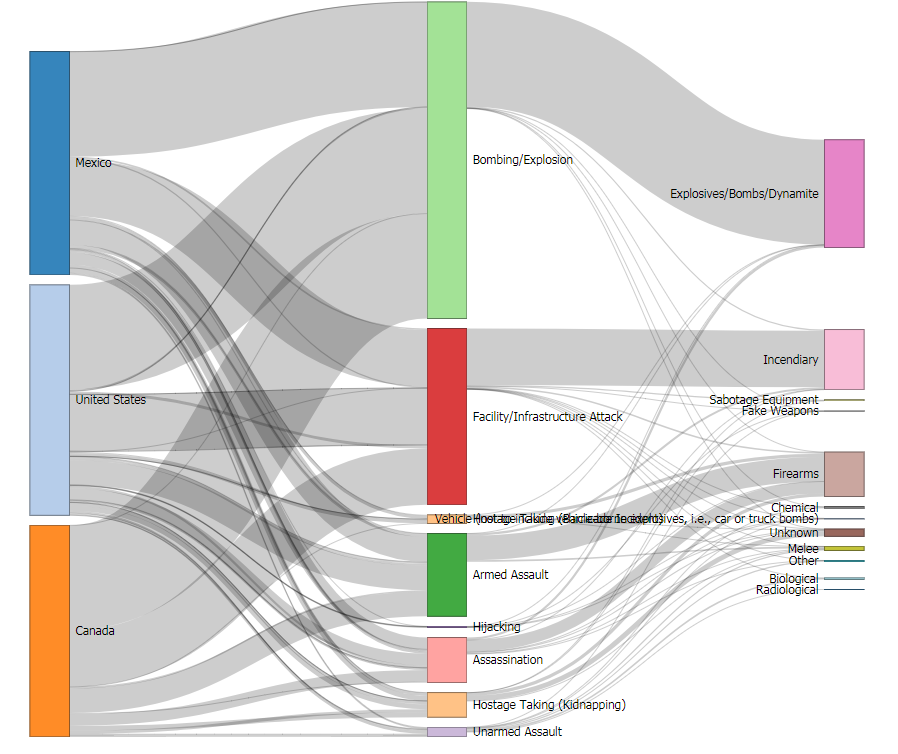 Mexico
United States
Canada
Bombing/Explosion
Facility/Infrastructure Attack
Hostage Taking (Barricade Incident)
Vehicle (not to include vehicle-borne explosives, i.e., car or truck bombs)
Armed Assault
Hijacking
Assassination
Hostage Taking (Kidnapping)
Unarmed Assault
Explosives/Bombs/Dynamite
Incendiary
Sabotage Equipment
Fake Weapons
Firearms
Chemical
Unknown
Melee
Other
Biological
Radiological